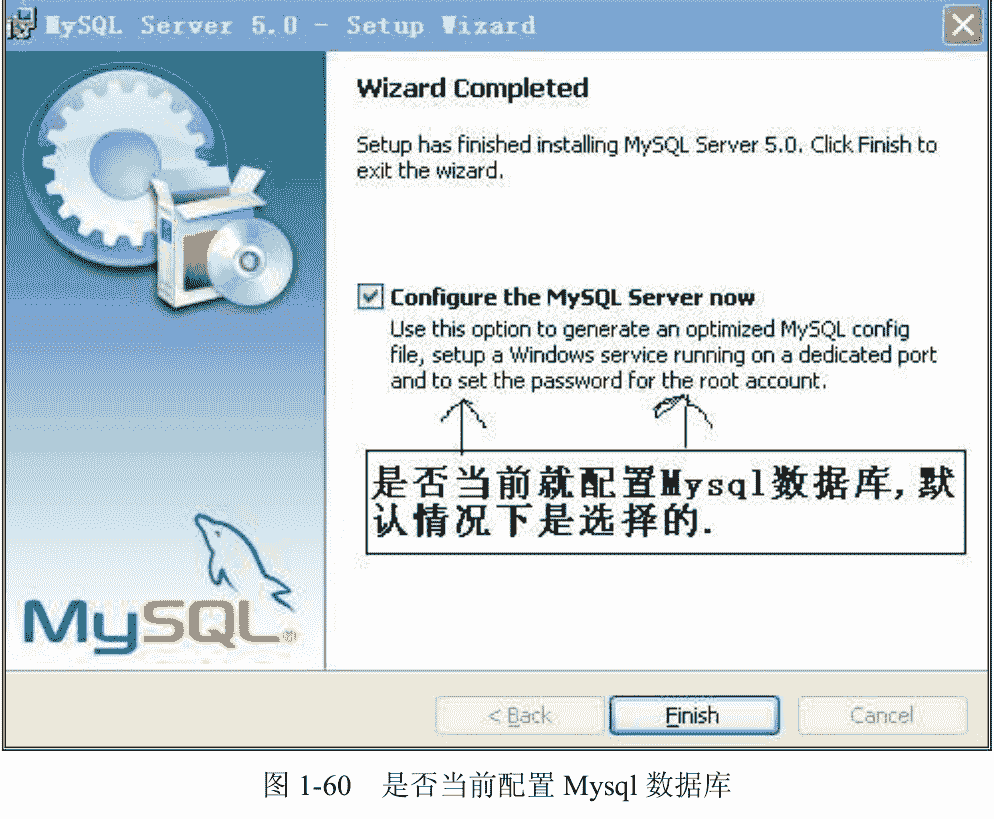 MySQL Server 5.0 - Setup Wizard
Wizard Completed
Setup has finished installing MySQL Server 5.0. Click Finish to
exit the wizard.
Configure the MySQL Server now
Use this option to generate an optimized MySQL config
file, setup a Windows service running on a dedicated port
and to set the password for the root account.
是否当前就配置Mysql数据库,默
认情况下是选择的.
MySQL®
< Back
Finish
Cancel
图 1-60 是否当前配置 Mysql 数据库